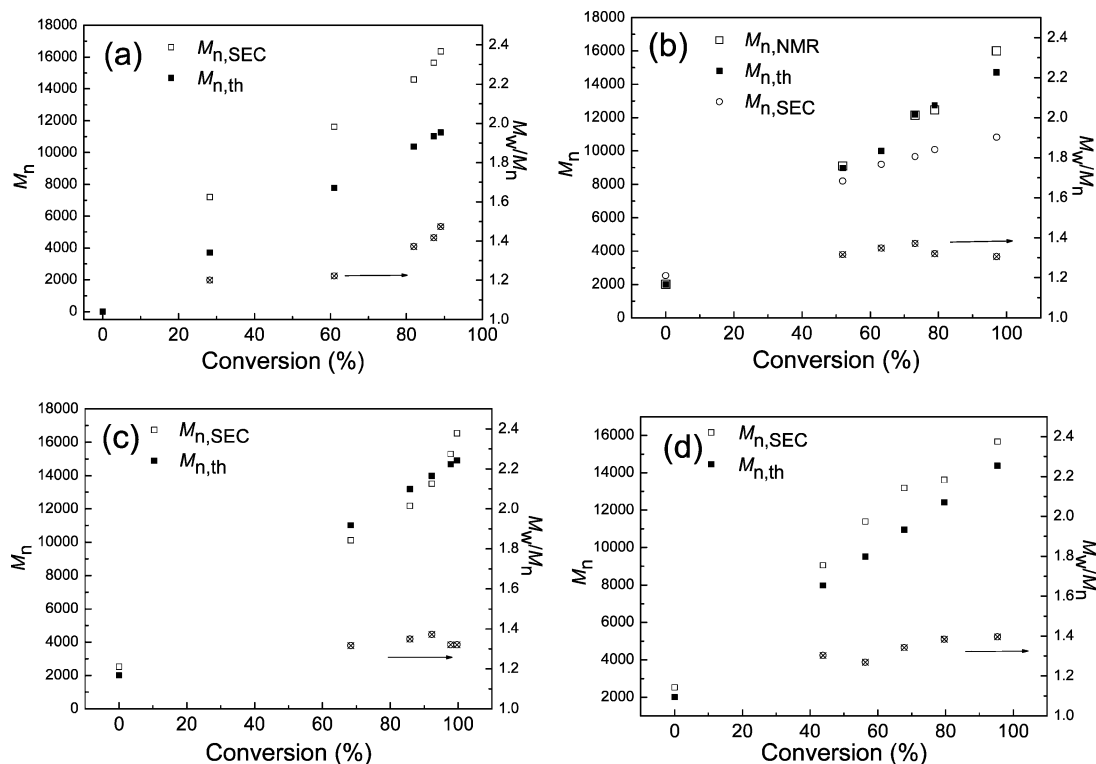 (a)
Mn,SEC
Mn,th
18000
16000
14000
12000
10000
8000
6000
4000
2000
0
Mn
2.4
2.2
2.0
1.8
1.6
1.4
1.2
1.0
Mw/Mn
0 20 40 60 80 100
Conversion (%)
(b)
Mn,NMR
Mn,th
Mn,SEC
18000
16000
14000
12000
10000
8000
6000
4000
2000
0
Mn
2.4
2.2
2.0
1.8
1.6
1.4
1.2
1.0
Mw/Mn
0 20 40 60 80 100
Conversion (%)
(c)
Mn,SEC
Mn,th
18000
16000
14000
12000
10000
8000
6000
4000
2000
0
Mn
2.4
2.2
2.0
1.8
1.6
1.4
1.2
1.0
Mw/Mn
0 20 40 60 80 100
Conversion (%)
(d)
Mn,SEC
Mn,th
16000
14000
12000
10000
8000
6000
4000
2000
Mn
2.4
2.2
2.0
1.8
1.6
1.4
1.2
1.0
Mw/Mn
0 20 40 60 80 100
Conversion (%)